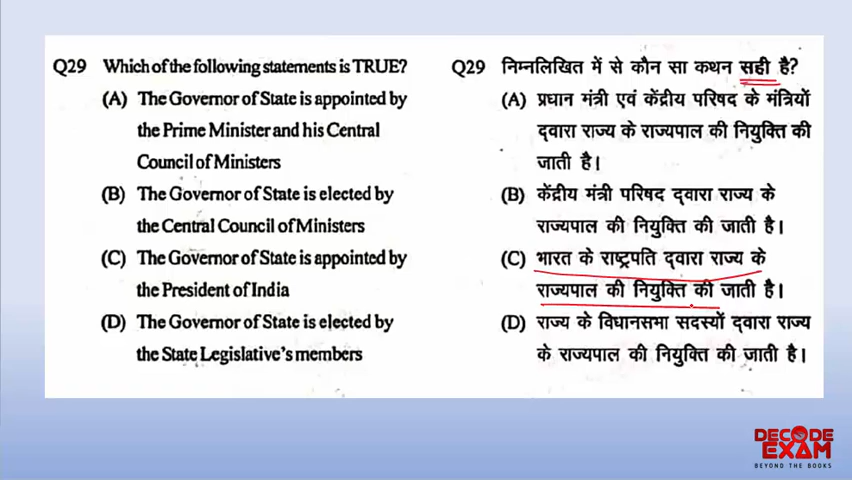 Q29 Which of the following statements is TRUE?
(A) The Governor of State is appointed by
the Prime Minister and his Central
Council of Ministers
(B) The Governor of State is elected by
the Central Council of Ministers
(C) The Governor of State is appointed by
the President of India
(D) The Governor of State is elected by
the State Legislative's members
Q29 निम्नलिखित में से कौन सा कथन सही है?
(A) प्रधान मंत्री एवं केंद्रीय परिषद के मंत्रियों
द्वारा राज्य के राज्यपाल की नियुक्ति की
जाती है।
(B) केंद्रीय मंत्री परिषद द्वारा राज्य के
राज्यपाल की नियुक्ति की जाती है।
(C) भारत के राष्ट्रपति द्वारा राज्य के
राज्यपाल की नियुक्ति की जाती है।
(D) राज्य के विधानसभा सदस्यों द्वारा राज्य
के राज्यपाल की नियुक्ति की जाती है।
DECODE
EXAM
BEYOND THE BOOKS